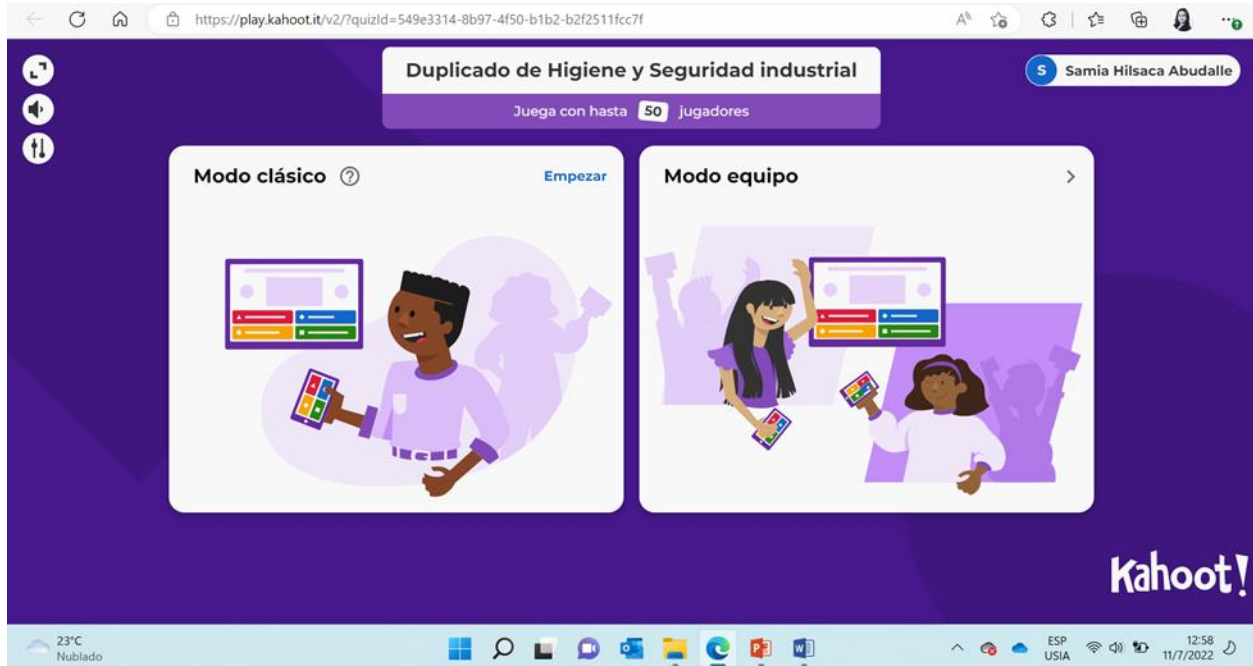 https://play.kahoot.it/v2/?quizId=549e3314-8b97-4f50-b1b2-b2f2511fcc7f
Duplicado de Higiene y Seguridad industrial
S Samia Hilsaca Abudalle
Juega con hasta 50 jugadores
Modo clásico ? Empezar
Modo equipo
Kahoot!
23°C
Nublado
ESP
USIA
12:58
11/7/2022